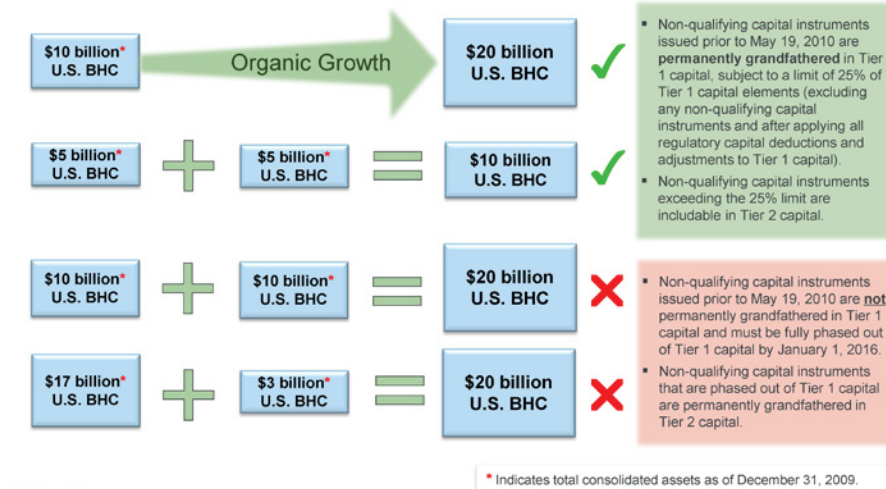 $10 billion*
U.S. BHC
Organic Growth
$20 billion
U.S. BHC
$5 billion*
U.S. BHC
$5 billion*
U.S. BHC
$10 billion
U.S. BHC
▪ Non-qualifying capital instruments
issued prior to May 19, 2010 are
permanently grandfathered in Tier
1 capital, subject to a limit of 25% of
Tier 1 capital elements (excluding
any non-qualifying capital
instruments and after applying all
regulatory capital deductions and
adjustments to Tier 1 capital).
▪ Non-qualifying capital instruments
exceeding the 25% limit are
includable in Tier 2 capital.
$10 billion*
U.S. BHC
$10 billion*
U.S. BHC
$20 billion
U.S. BHC
$17 billion*
U.S. BHC
$3 billion*
U.S. BHC
$20 billion
U.S. BHC
▪ Non-qualifying capital instruments
issued prior to May 19, 2010 are not
permanently grandfathered in Tier 1
capital and must be fully phased out
of Tier 1 capital by January 1, 2016.
▪ Non-qualifying capital instruments
that are phased out of Tier 1 capital
are permanently grandfathered in
Tier 2 capital.
* Indicates total consolidated assets as of December 31, 2009.